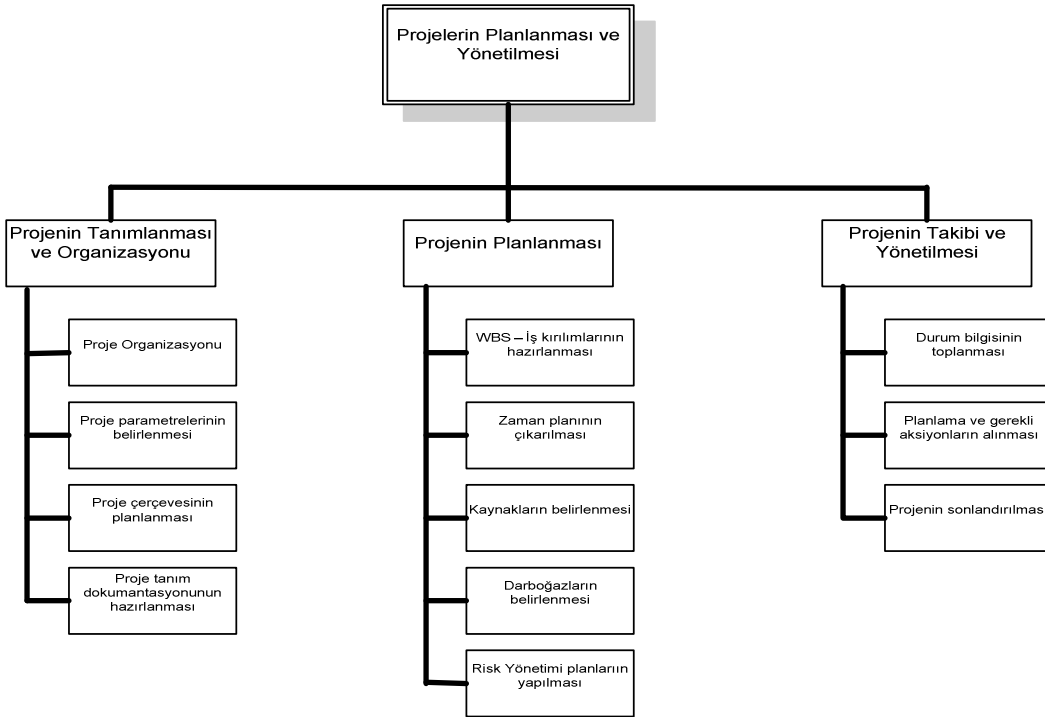 Projelerin Planlanması ve
Yönetilmesi
Projenin Tanımlanması
ve Organizasyonu
Proje Organizasyonu
Proje parametrelerinin
belirlenmesi
Proje çerçevesinin
planlanması
Proje tanım
dokumantasyonunun
hazırlanması
Projenin Planlanması
WBS – İş kırılımlarının
hazırlanması
Zaman planının
çıkarılması
Kaynakların belirlenmesi
Darboğazların
belirlenmesi
Risk Yönetimi planlarıın
yapılması
Projenin Takibi ve
Yönetilmesi
Durum bilgisinin
toplanması
Planlama ve gerekli
aksiyonların alınması
Projenin sonlandırılmas